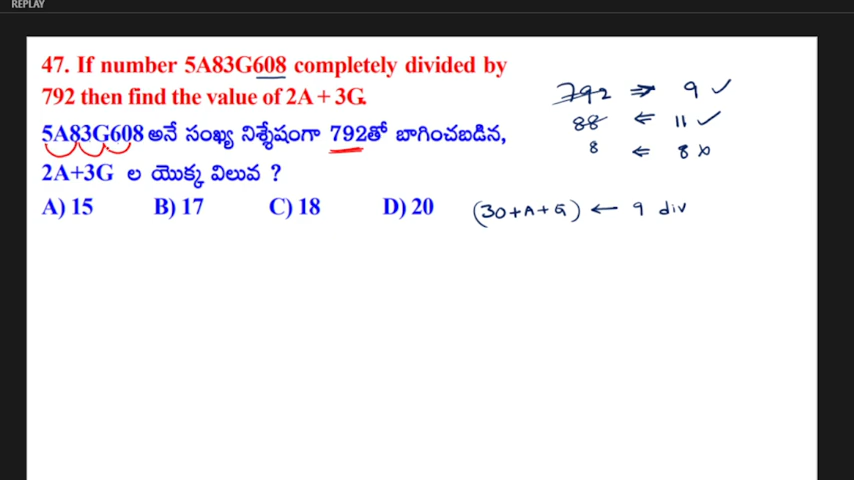 REPLAY
47. If number 5A83G608 completely divided by
792 then find the value of 2A + 3G.
5A83G608 అనే సంఖ్య నిశ్శేషంగా 792తో బాగించబడిన,
2A+3G ల యొక్క విలువ ?
A) 15 B) 17 C) 18 D) 20
792 ⇒ 9 ✓
88 ⇐ 11 ✓
8 ⇐ 8 x
(30+A+G) ← 9 div